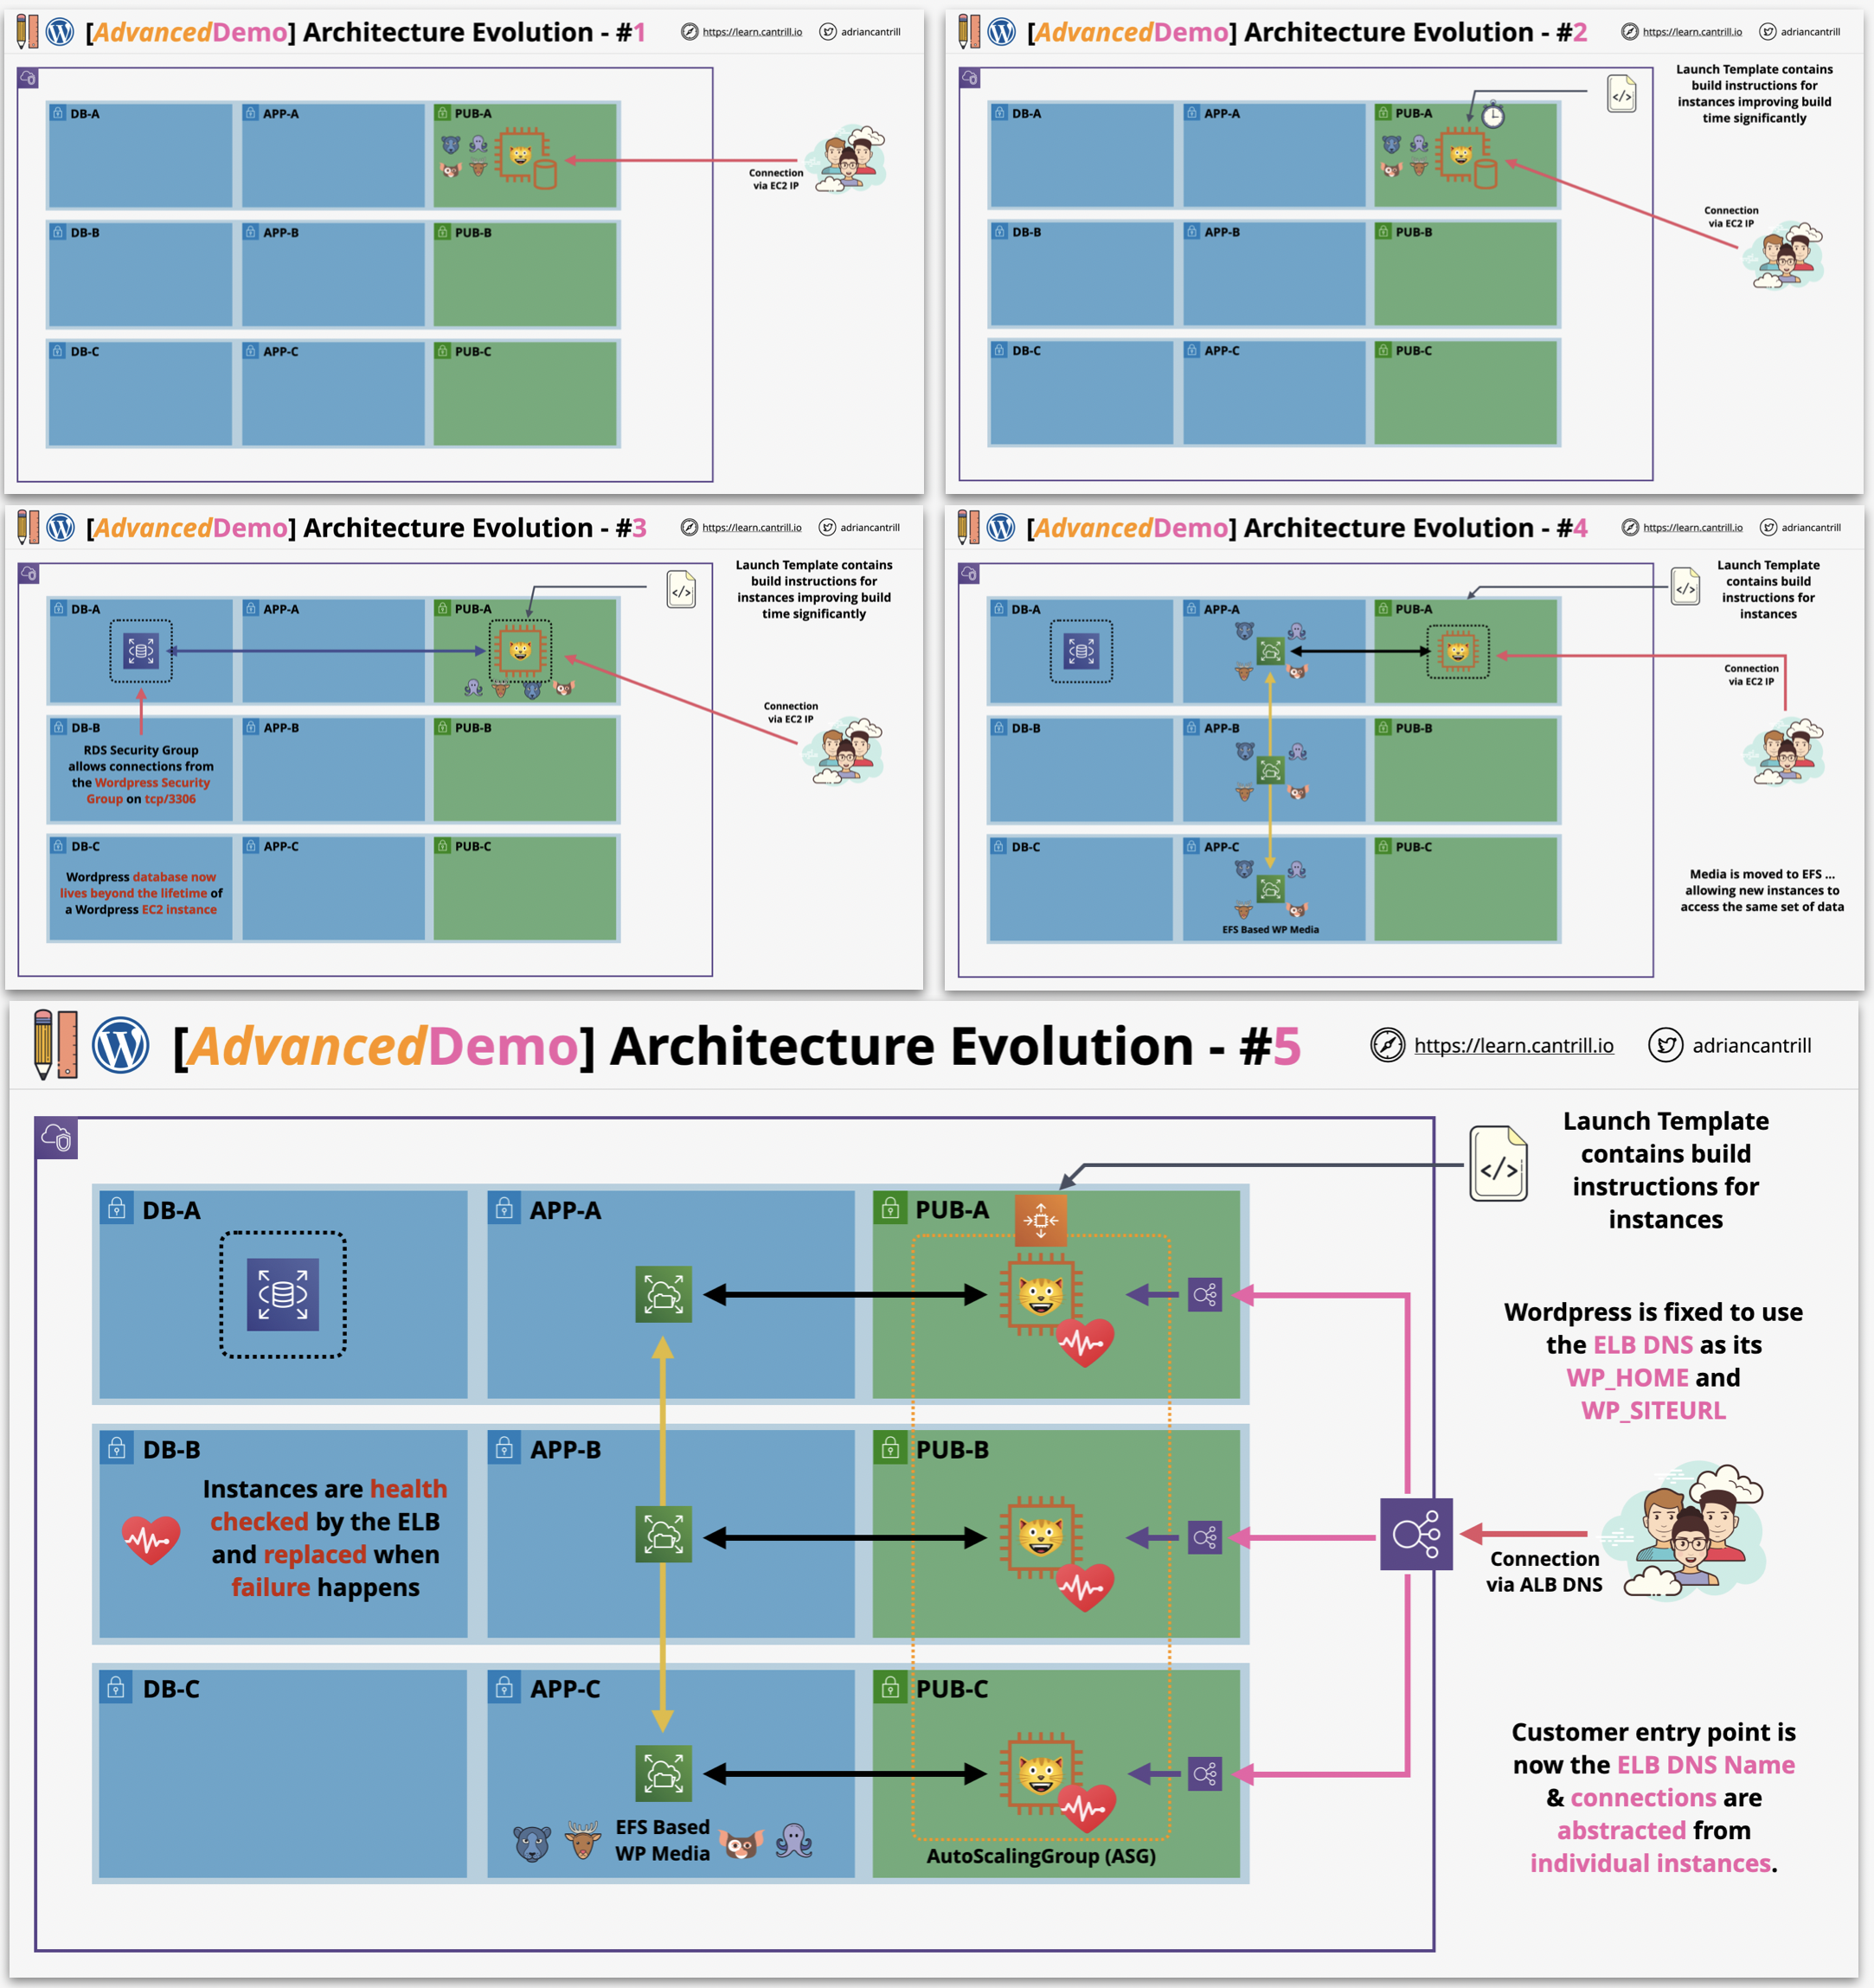 [AdvancedDemo] Architecture Evolution - #1
https://learn.cantrill.io
adriancantrill
DB-A
APP-A
PUB-A
Connection
via EC2 IP
DB-B
APP-B
PUB-B
DB-C
APP-C
PUB-C
[AdvancedDemo] Architecture Evolution - #2
https://learn.cantrill.io
adriancantrill
Launch Template contains
build instructions for
instances improving build
time significantly
</>
DB-A
APP-A
PUB-A
Connection
via EC2 IP
DB-B
APP-B
PUB-B
DB-C
APP-C
PUB-C
[AdvancedDemo] Architecture Evolution - #3
https://learn.cantrill.io
adriancantrill
Launch Template contains
build instructions for
instances improving build
time significantly
</>
DB-A
APP-A
PUB-A
Connection
via EC2 IP
DB-B
APP-B
PUB-B
RDS Security Group
allows connections from
the Wordpress Security
Group on tcp/3306
DB-C
APP-C
PUB-C
Wordpress database now
lives beyond the lifetime of
a Wordpress EC2 instance
[AdvancedDemo] Architecture Evolution - #4
https://learn.cantrill.io
adriancantrill
Launch Template
contains build
instructions for
instances
</>
DB-A
APP-A
PUB-A
Connection
via EC2 IP
DB-B
APP-B
PUB-B
DB-C
APP-C
PUB-C
EFS Based WP Media
Media is moved to EFS ...
allowing new instances to
access the same set of data
[AdvancedDemo] Architecture Evolution - #5
https://learn.cantrill.io
adriancantrill
Launch Template
contains build
instructions for
instances
</>
DB-A
APP-A
PUB-A
Wordpress is fixed to use
the ELB DNS as its
WP_HOME and
WP_SITEURL
DB-B
APP-B
PUB-B
Instances are health
checked by the ELB
and replaced when
failure happens
Connection
via ALB DNS
DB-C
APP-C
PUB-C
EFS Based
WP Media
AutoScalingGroup (ASG)
Customer entry point is
now the ELB DNS Name
& connections are
abstracted from
individual instances.